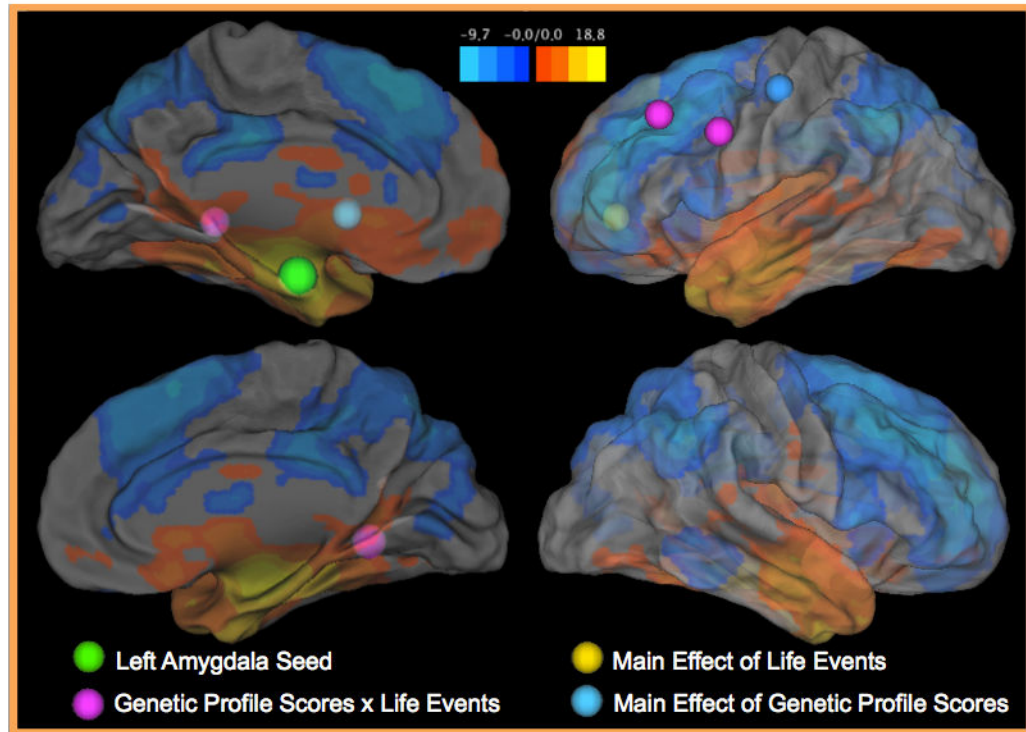 -9,7 -0,0/0,0 18,8
Left Amygdala Seed
Main Effect of Life Events
Genetic Profile Scores x Life Events
Main Effect of Genetic Profile Scores